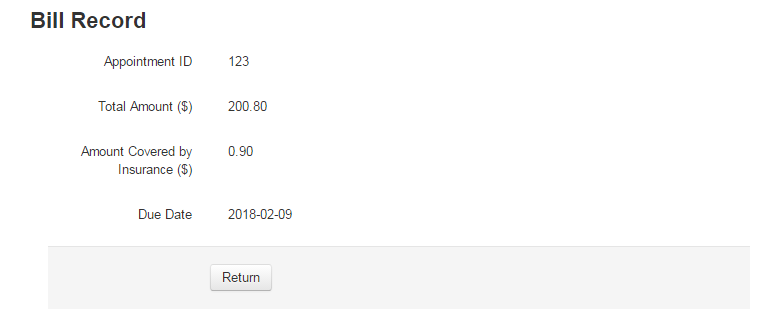 Bill Record
Appointment ID 123
Total Amount ($) 200.80
Amount Covered by 0.90
Insurance ($)
Due Date 2018-02-09
Return